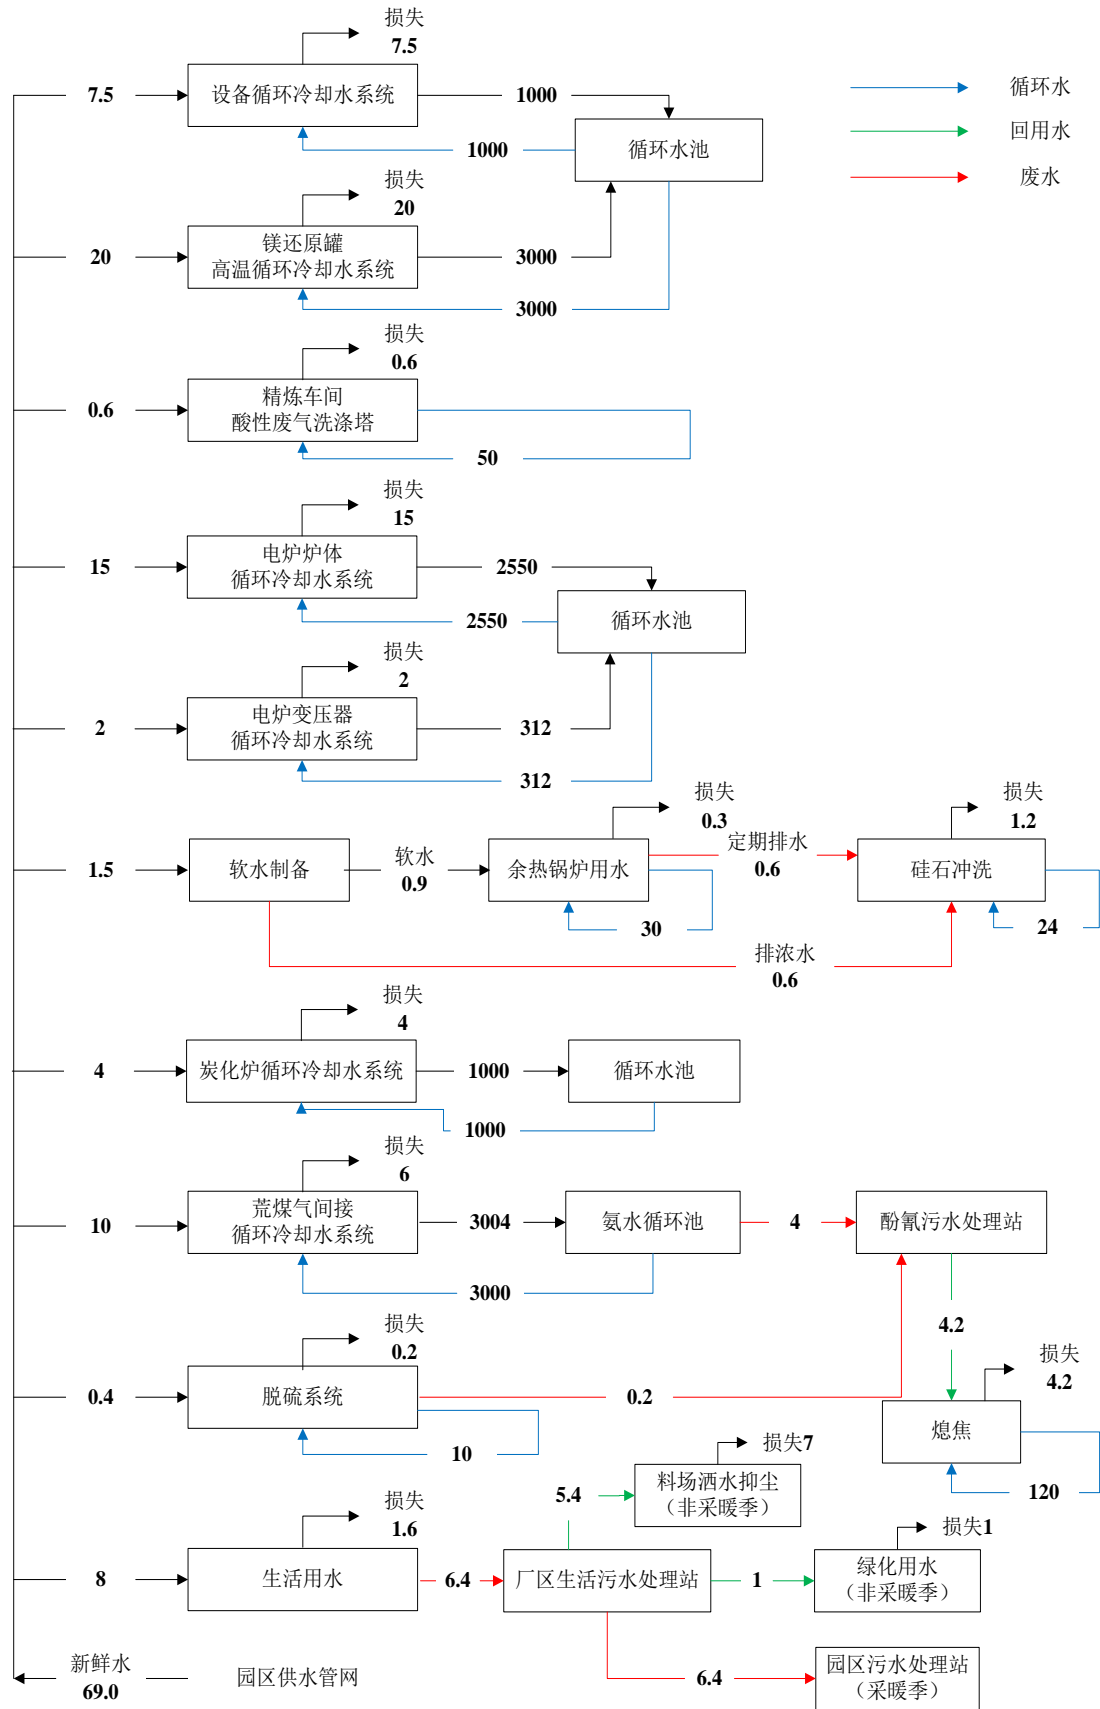 损失
7.5
7.5
设备循环冷却水系统
1000
循环水
1000
循环水池
回用水
废水
损失
20
20
镁还原罐
高温循环冷却水系统
3000
3000
损失
0.6
0.6
精炼车间
酸性废气洗涤塔
50
损失
15
15
电炉炉体
循环冷却水系统
2550
2550
循环水池
损失
2
2
电炉变压器
循环冷却水系统
312
312
损失
0.3
损失
1.2
1.5
软水制备
软水
0.9
余热锅炉用水
定期排水
0.6
硅石冲洗
30
24
排浓水
0.6
损失
4
4
炭化炉循环冷却水系统
1000
循环水池
1000
损失
6
10
荒煤气间接
循环冷却水系统
3004
氨水循环池
4
酚氰污水处理站
3000
4.2
损失
0.2
损失
4.2
0.4
脱硫系统
0.2
熄焦
10
120
损失7
5.4
料场洒水抑尘
（非采暖季）
损失
1.6
损失1
8
生活用水
6.4
厂区生活污水处理站
1
绿化用水
（非采暖季）
新鲜水
69.0
园区供水管网
6.4
园区污水处理站
（采暖季）